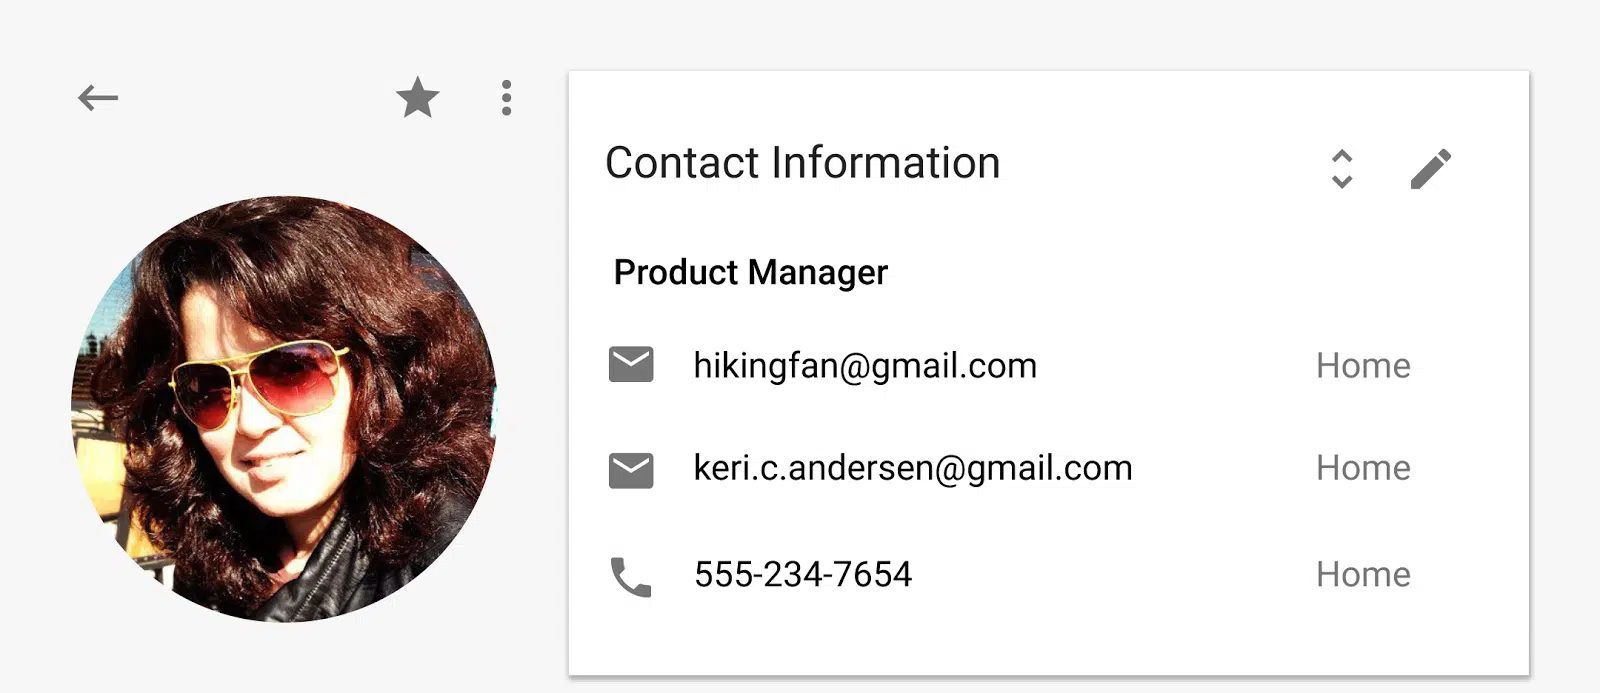 Contact Information
Product Manager
hikingfan@gmail.com Home
keri.c.andersen@gmail.com Home
555-234-7654 Home